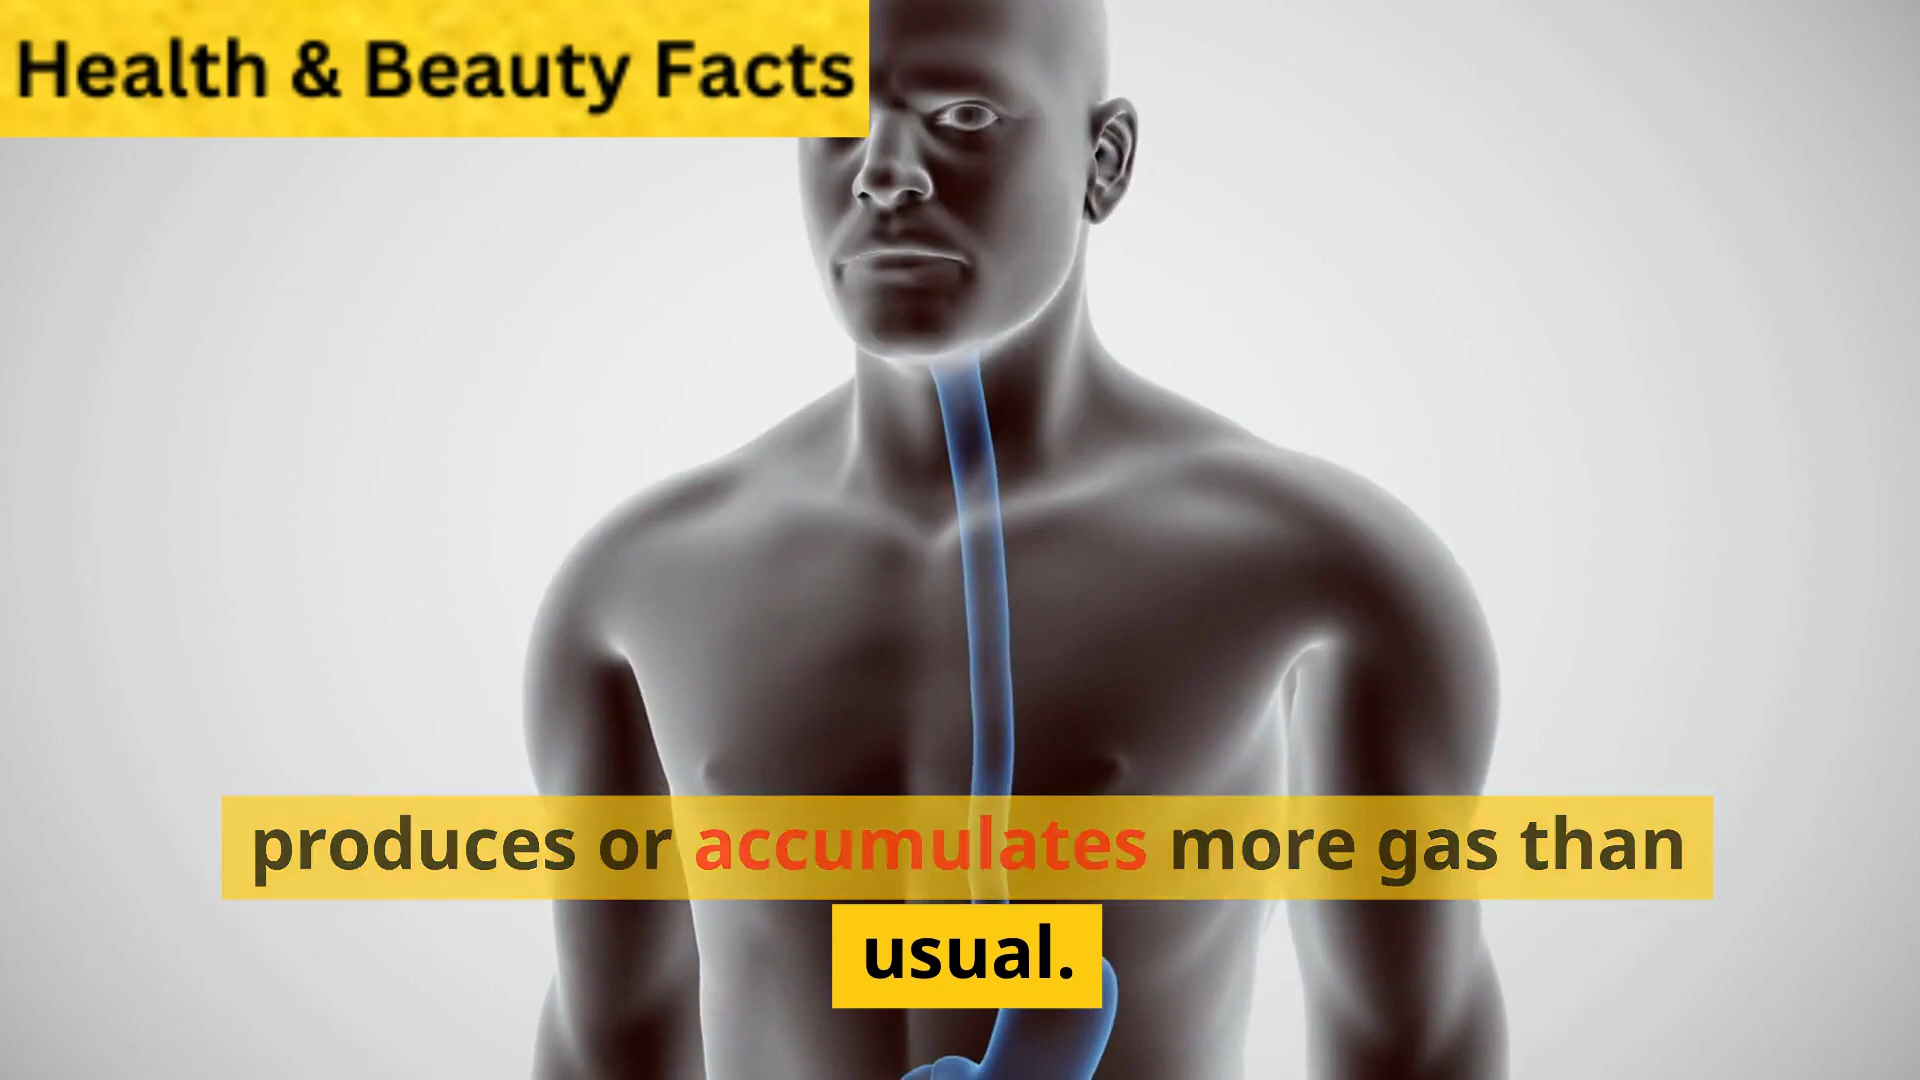 Health & Beauty Facts
produces or accumulates more gas than
usual.